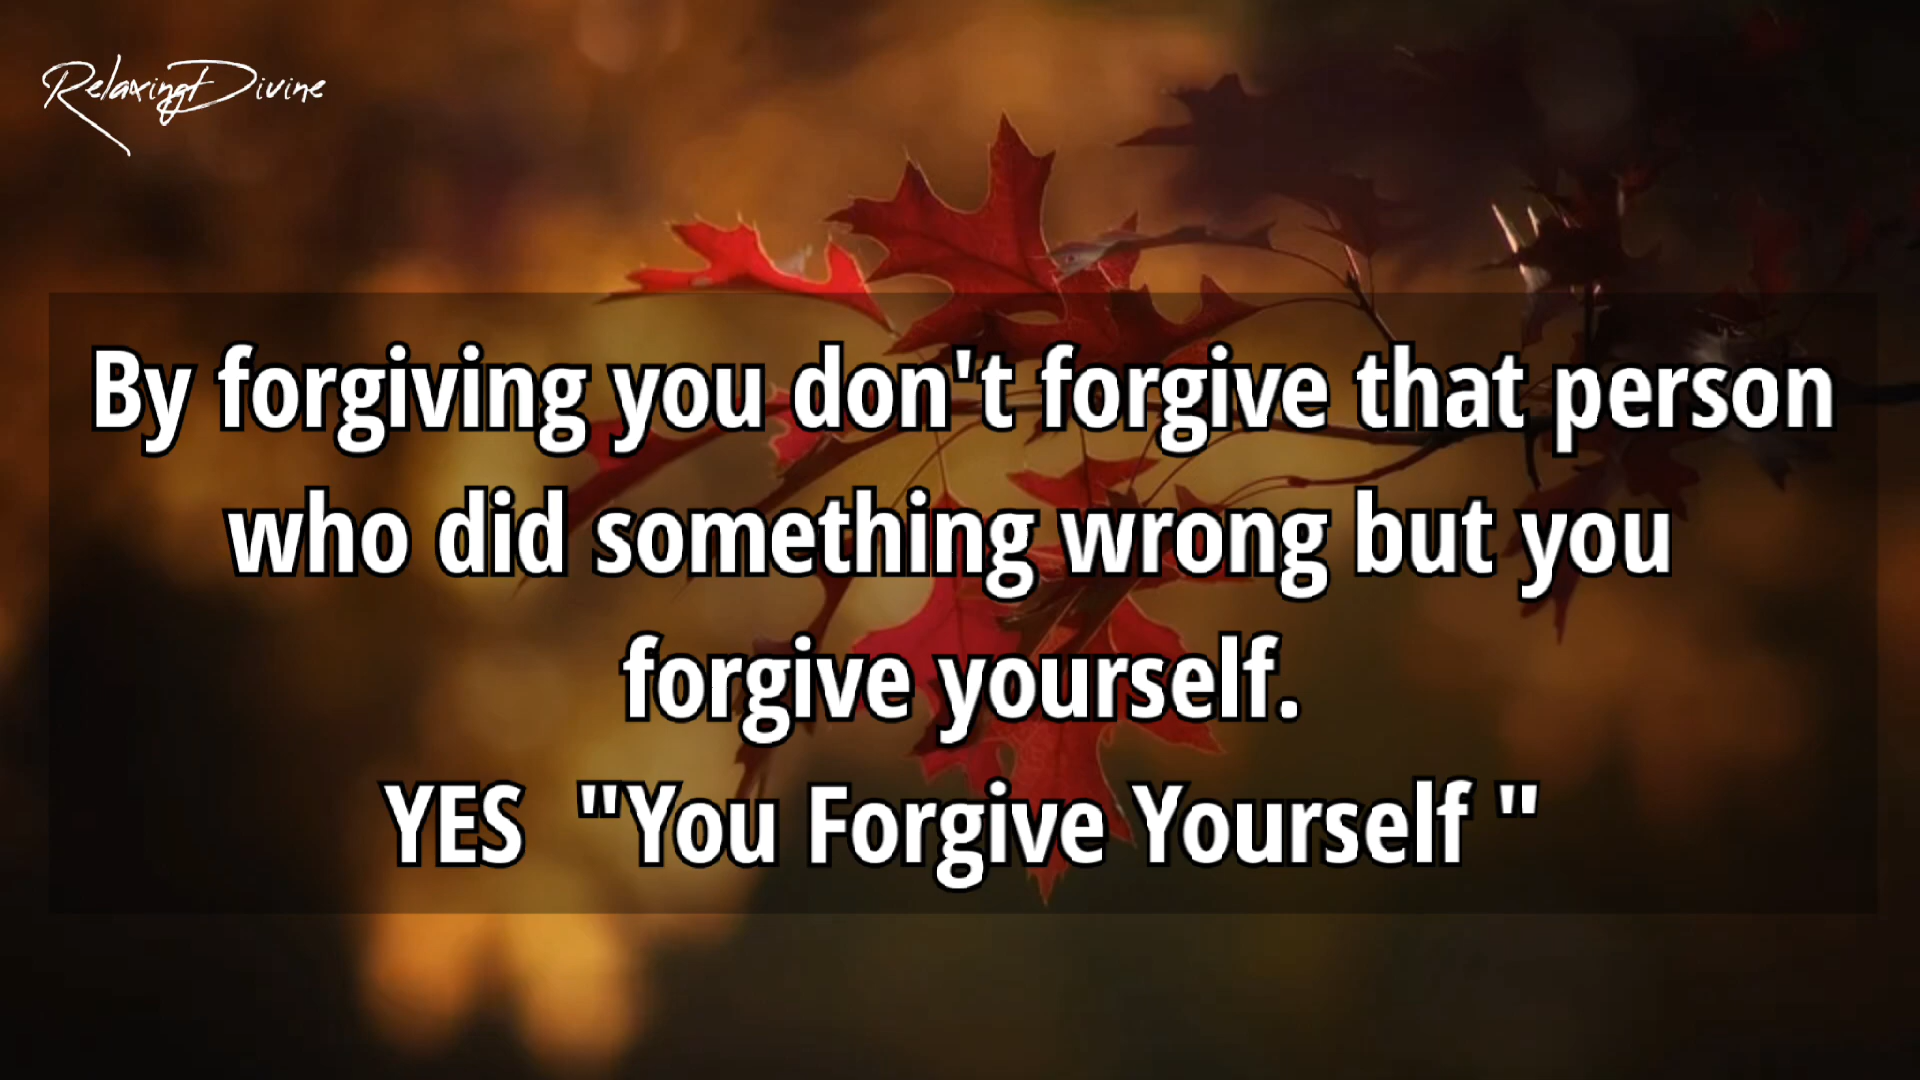 RelaxingDivine
By forgiving you don't forgive that person
who did something wrong but you
forgive yourself.
YES "You Forgive Yourself "